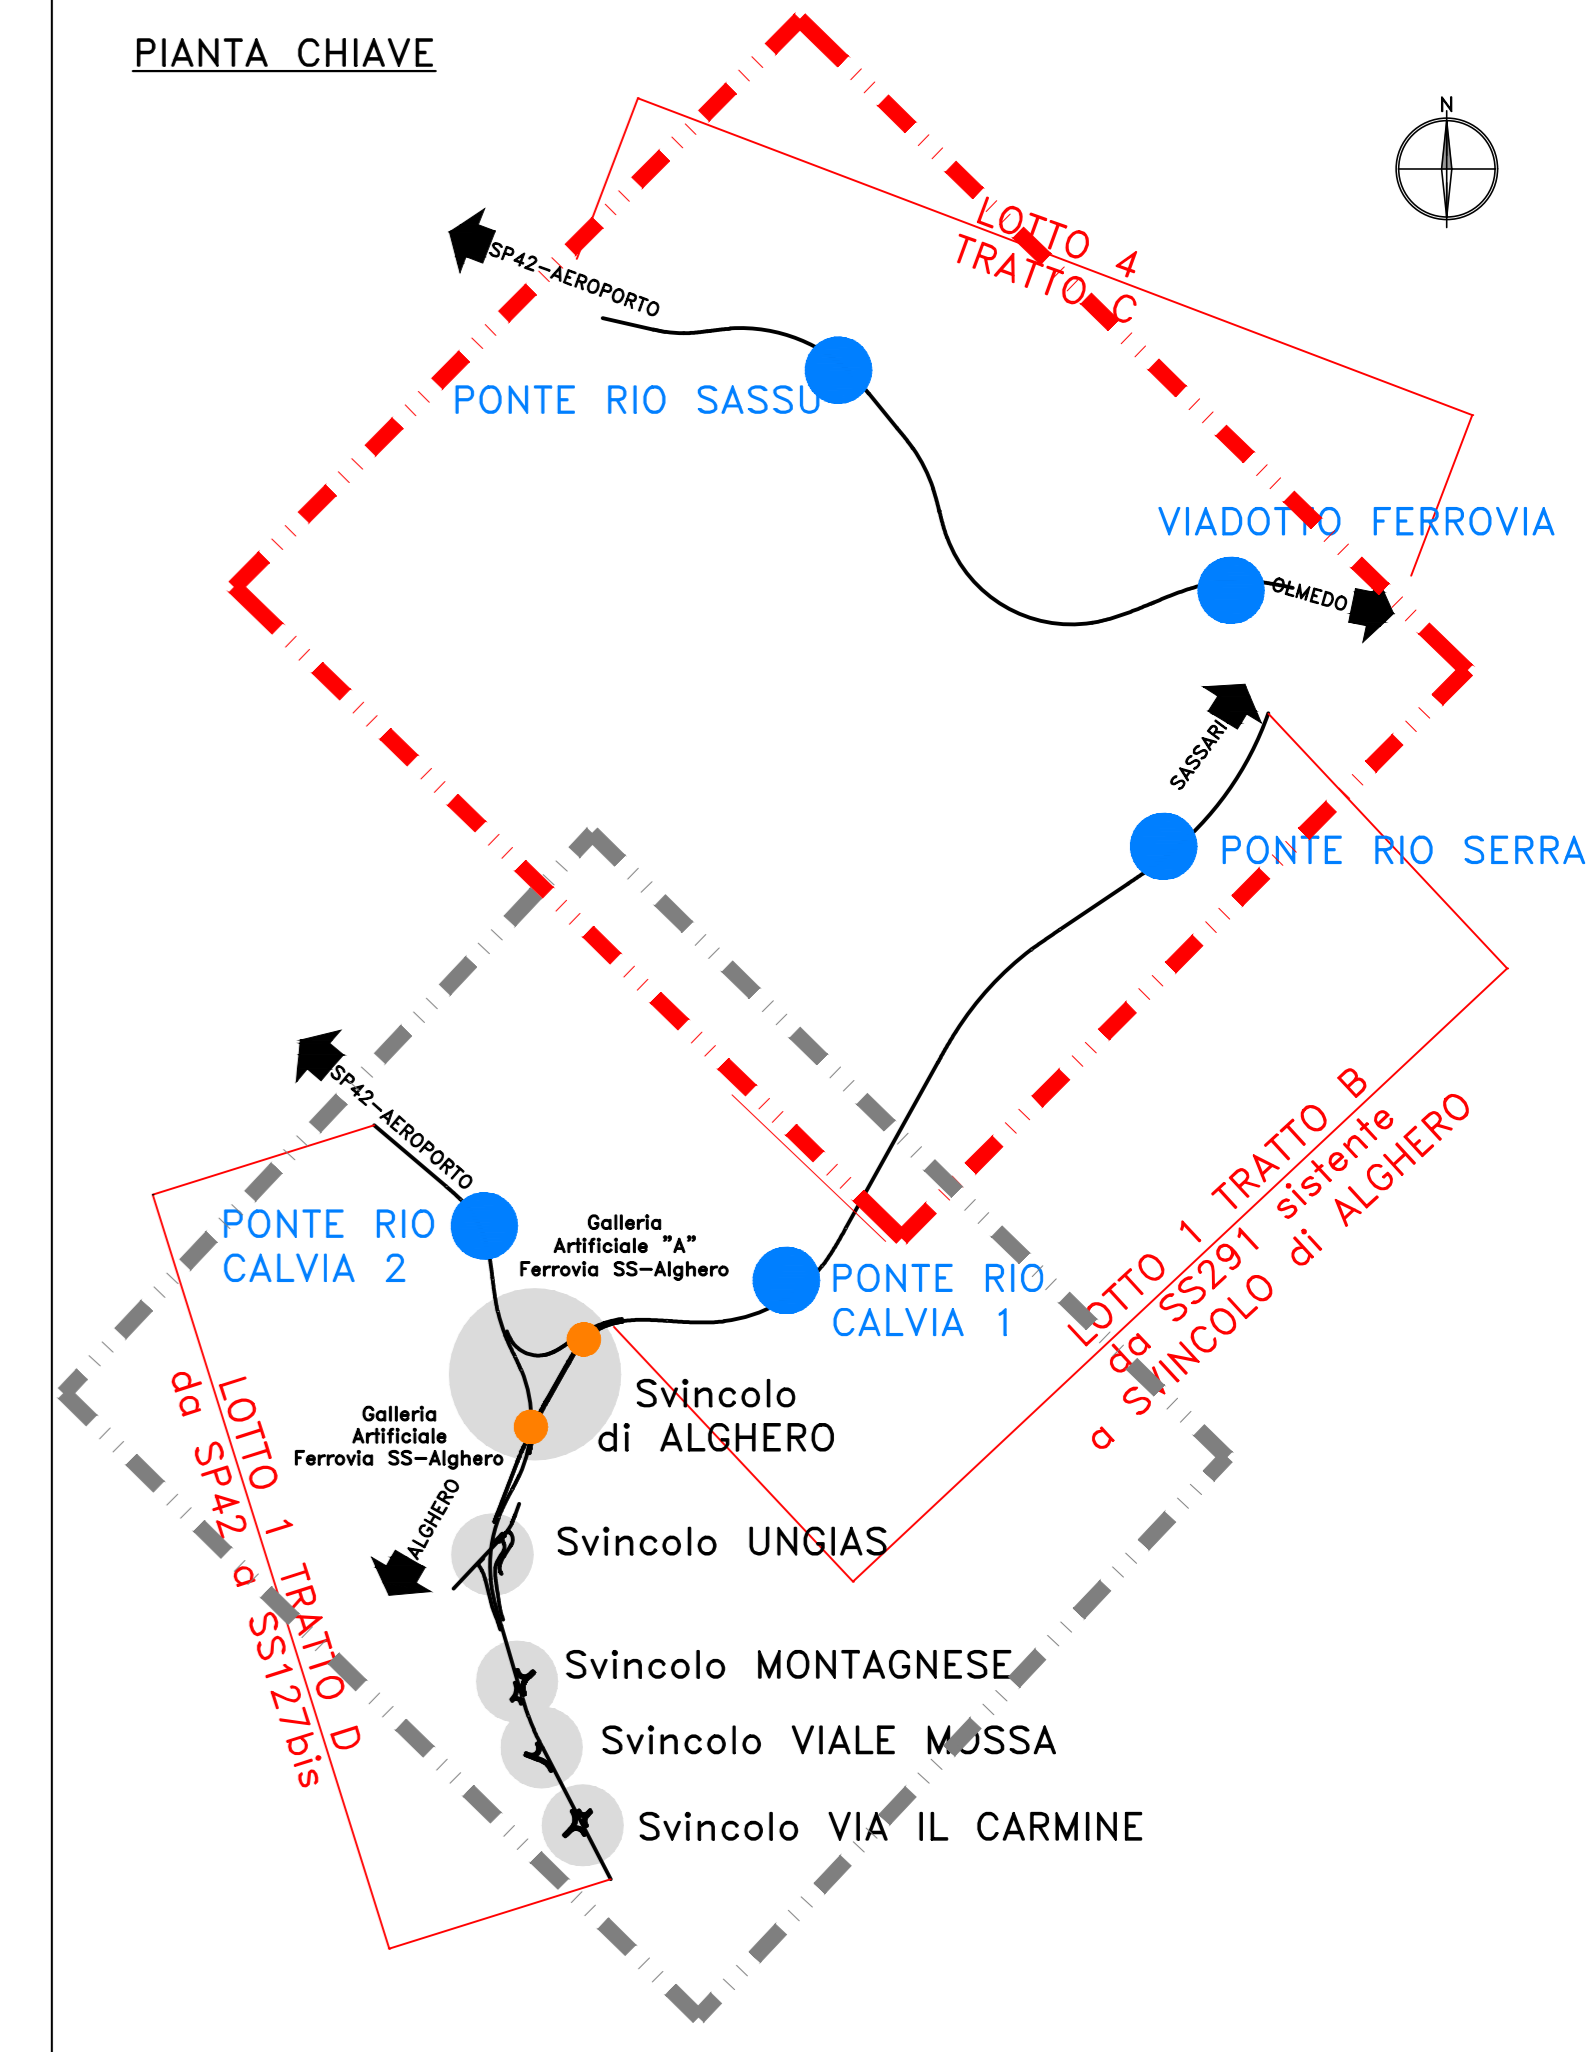 PIANTA CHIAVE
N
LOTTO 4
TRATTO C
SP42-AEROPORTO
PONTE RIO SASSU
VIADOTTO FERROVIA
OLMEDO
SASSARI
PONTE RIO SERRA
SP42-AEROPORTO
PONTE RIO
CALVIA 2
Galleria
Artificiale "A"
Ferrovia SS-Alghero
PONTE RIO
CALVIA 1
LOTTO 1 TRATTO B
da SS291 sistente
a SVINCOLO di ALGHERO
Svincolo
di ALGHERO
Galleria
Artificiale
Ferrovia SS-Alghero
ALGHERO
LOTTO 1 TRATTO D
da SP42 a SS127bis
Svincolo UNGIAS
Svincolo MONTAGNESE
Svincolo VIALE MOSSA
Svincolo VIA IL CARMINE